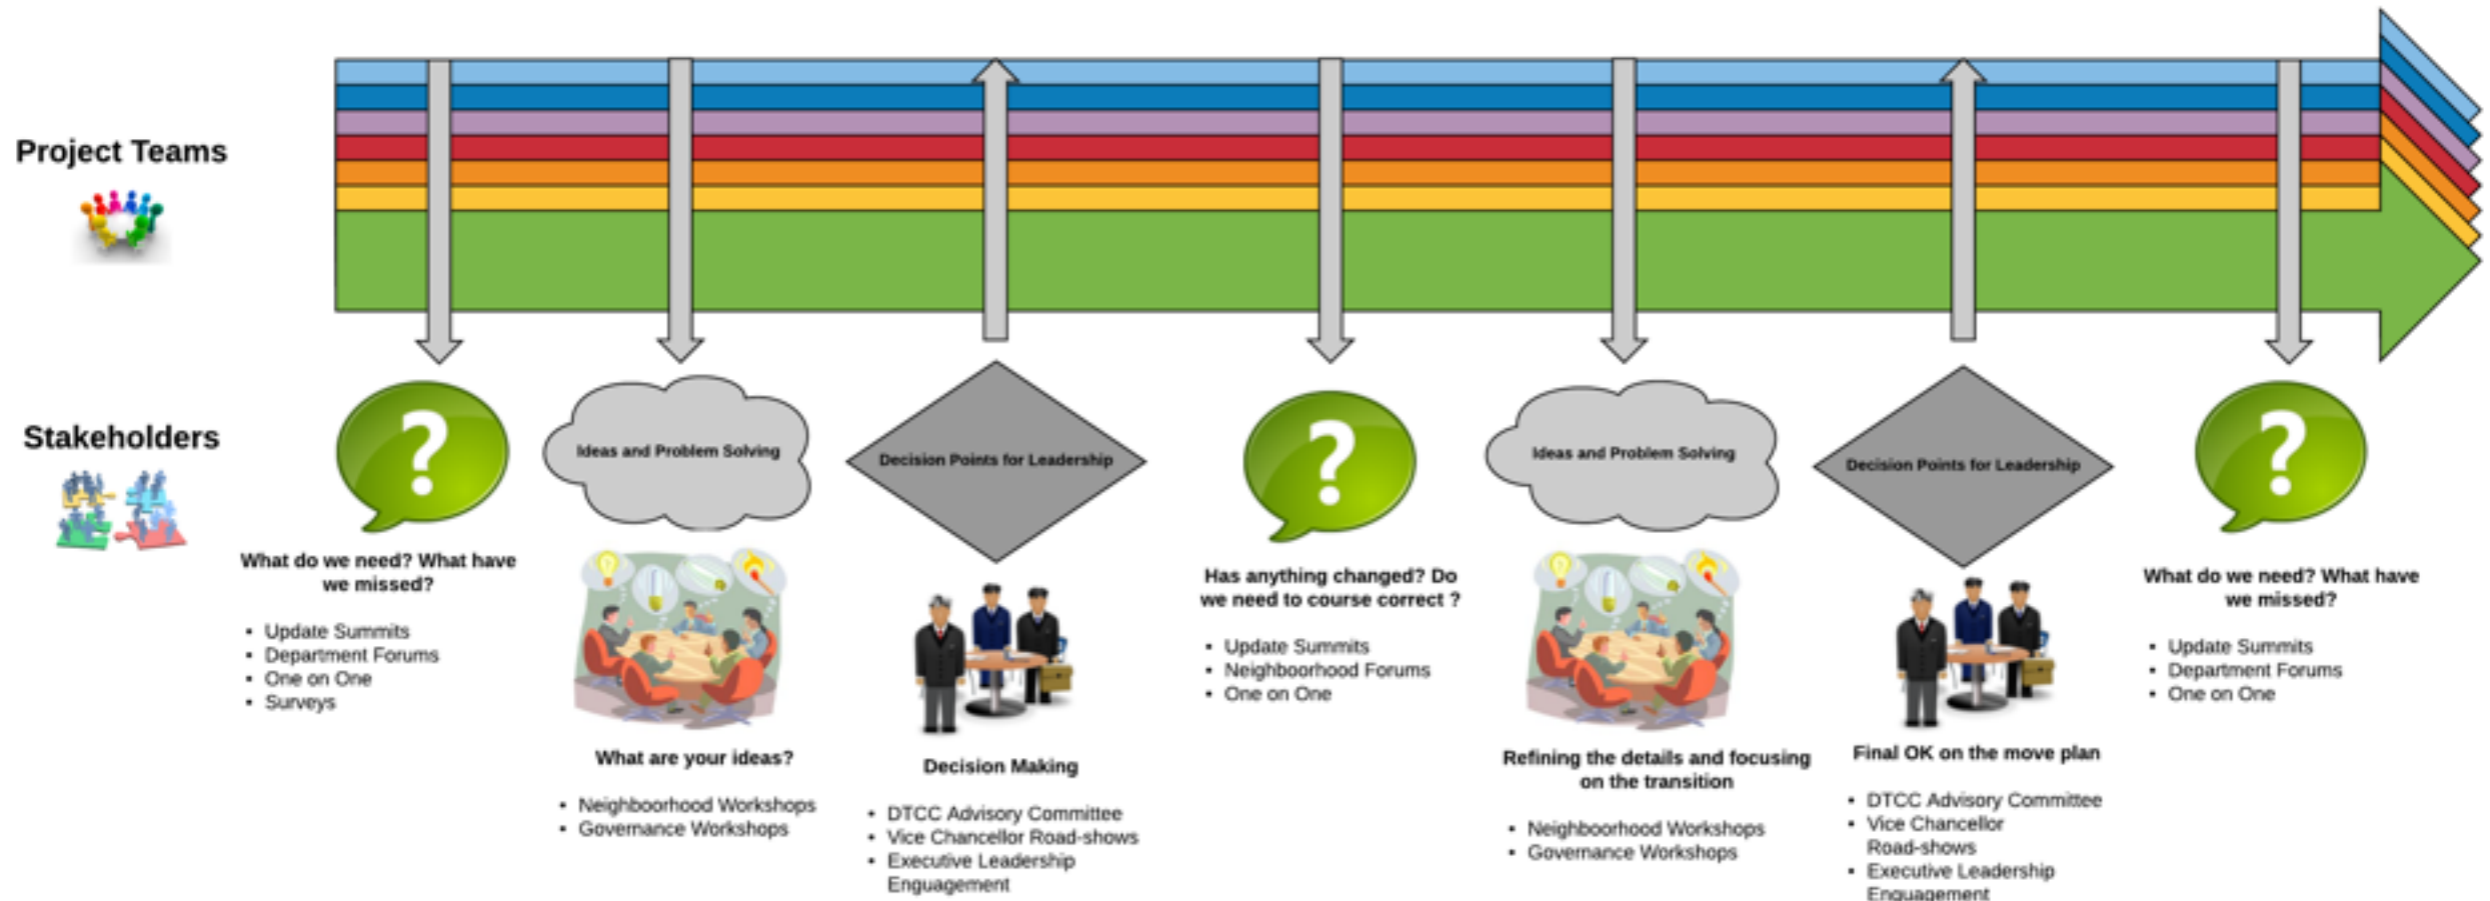 Project Teams
Stakeholders
Ideas and Problem Solving
Decision Points for Leadership
Ideas and Problem Solving
Decision Points for Leadership
What do we need? What have
we missed?
• Update Summits
• Department Forums
• One on One
• Surveys
What are your ideas?
• Neighboorhood Workshops
• Governance Workshops
Decision Making
• DTCC Advisory Committee
• Vice Chancellor Road-shows
• Executive Leadership
Enguagement
Has anything changed? Do
we need to course correct ?
• Update Summits
• Neighboorhood Forums
• One on One
Refining the details and focusing
on the transition
• Neighboorhood Workshops
• Governance Workshops
Final OK on the move plan
• DTCC Advisory Committee
• Vice Chancellor
Road-shows
• Executive Leadership
Enguagement
What do we need? What have
we missed?
• Update Summits
• Department Forums
• One on One